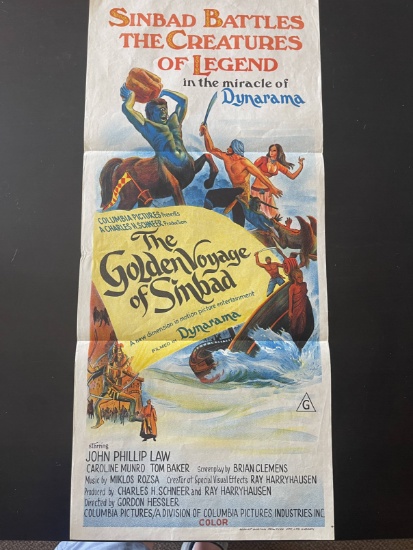 SINBAD BATTLES
THE CREATURES
OF LEGEND
in the miracle of
DYNARAMA
COLUMBIA PICTURES Presents
A CHARLES H. SCHNEER Production
The
Golden Voyage
of Sinbad
A new dimension in motion picture entertainment
FILMED IN DYNARAMA
G
starring
JOHN PHILLIP LAW
CAROLINE MUNRO TOM BAKER Screenplay by BRIAN CLEMENS
Music by MIKLOS ROZSA Creator of Special Visual Effects RAY HARRYHAUSEN
Produced by CHARLES H. SCHNEER and RAY HARRYHAUSEN
Directed by GORDON HESSLER
COLUMBIA PICTURES/A DIVISION OF COLUMBIA PICTURES INDUSTRIES INC.
COLOR